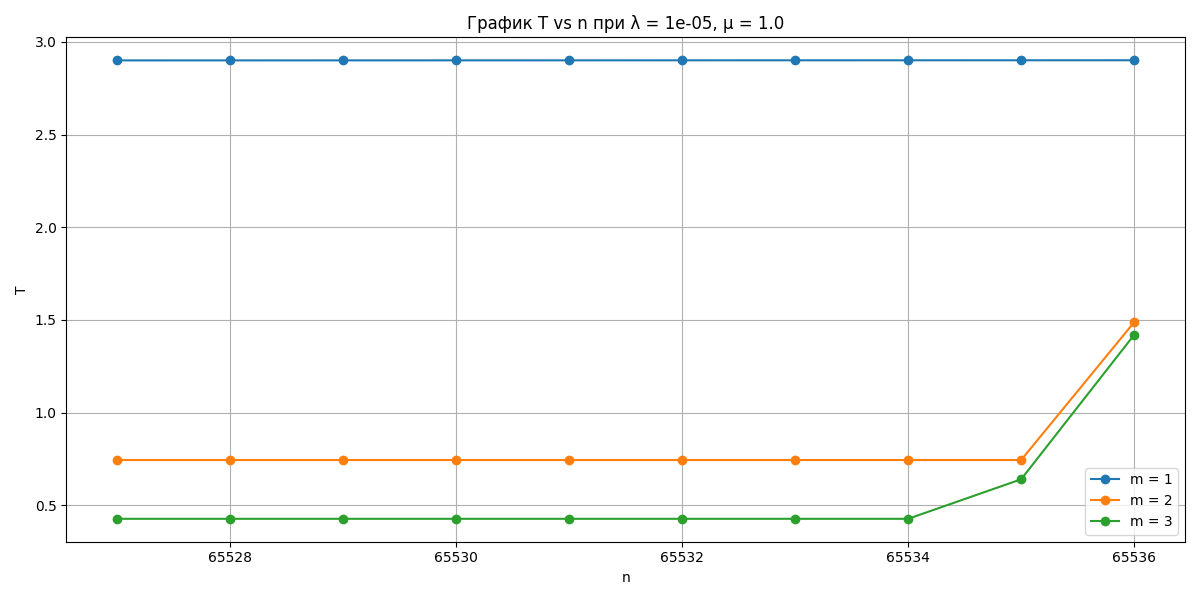 График T vs n при λ = 1e-05, μ = 1.0
3.0
2.5
2.0
1.5
1.0
0.5
T
65528
65530
65532
65534
65536
n
m = 1
m = 2
m = 3